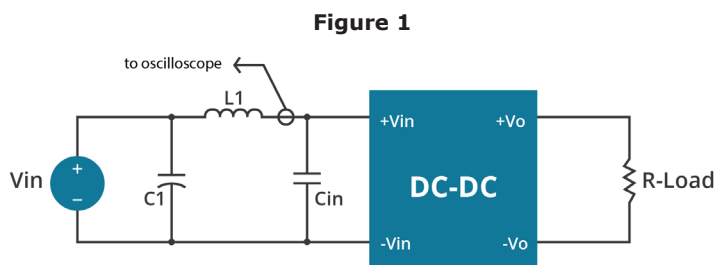 Figure 1
to oscilloscope
L1
+Vin
+Vo
Vin
+
−
C1
Cin
DC-DC
R-Load
-Vin
-Vo